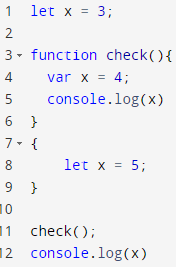 1 let x = 3;
2
3 function check(){
4 var x = 4;
5 console.log(x)
6 }
7 {
8 let x = 5;
9 }
10
11 check();
12 console.log(x)